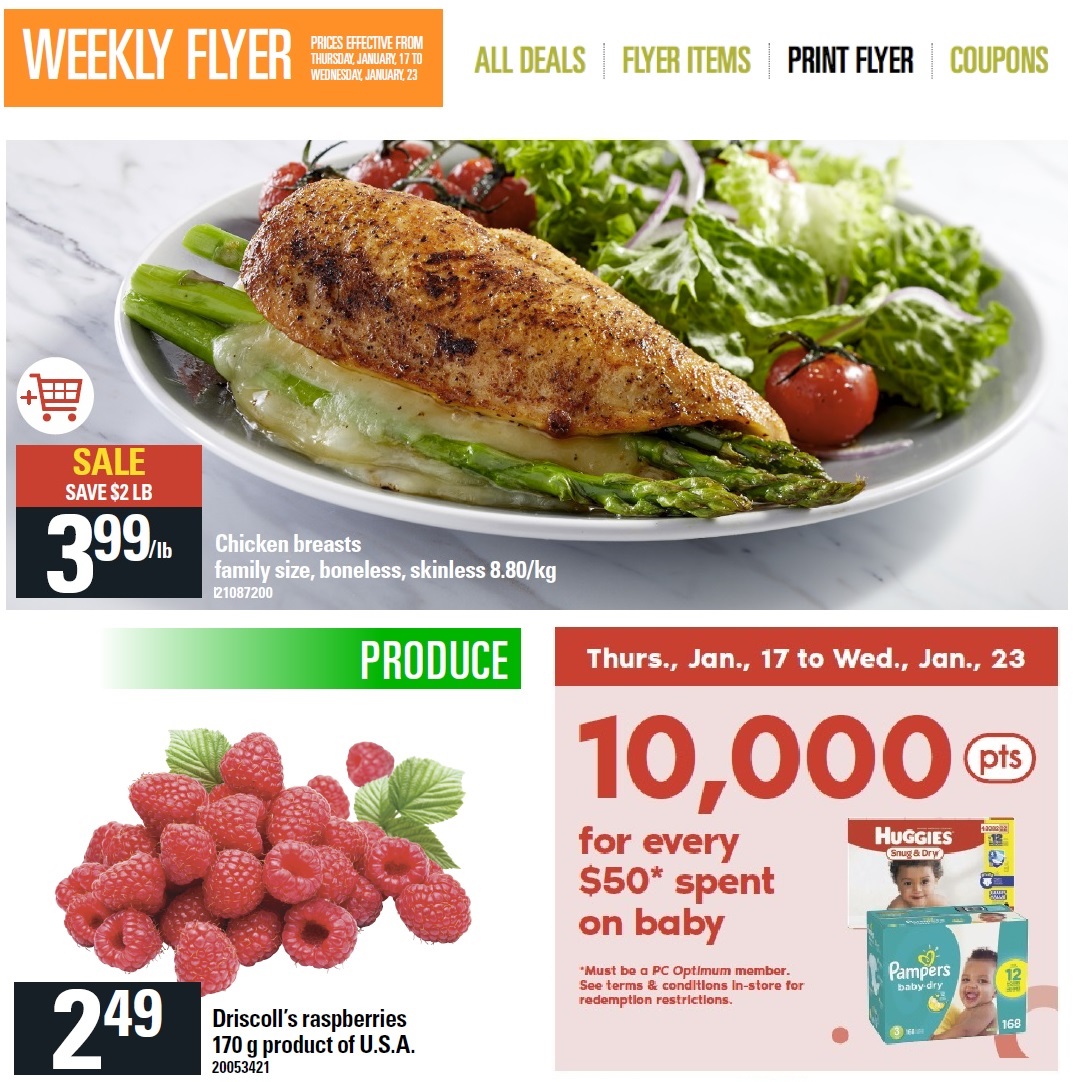 WEEKLY FLYER
PRICES EFFECTIVE FROM
THURSDAY, JANUARY, 17 TO
WEDNESDAY, JANUARY, 23
ALL DEALS
FLYER ITEMS
PRINT FLYER
COUPONS
SALE
SAVE $2 LB
3 99/lb
Chicken breasts
family size, boneless, skinless 8.80/kg
121087200
PRODUCE
2 49
Driscoll's raspberries
170 g product of U.S.A.
20053421
Thurs., Jan., 17 to Wed., Jan., 23
10,000 pts
for every
$50* spent
on baby
*Must be a PC Optimum member.
See terms & conditions in-store for
redemption restrictions.
HUGGIES
Snug & Dry
Pampers
baby-dry
12
3
168